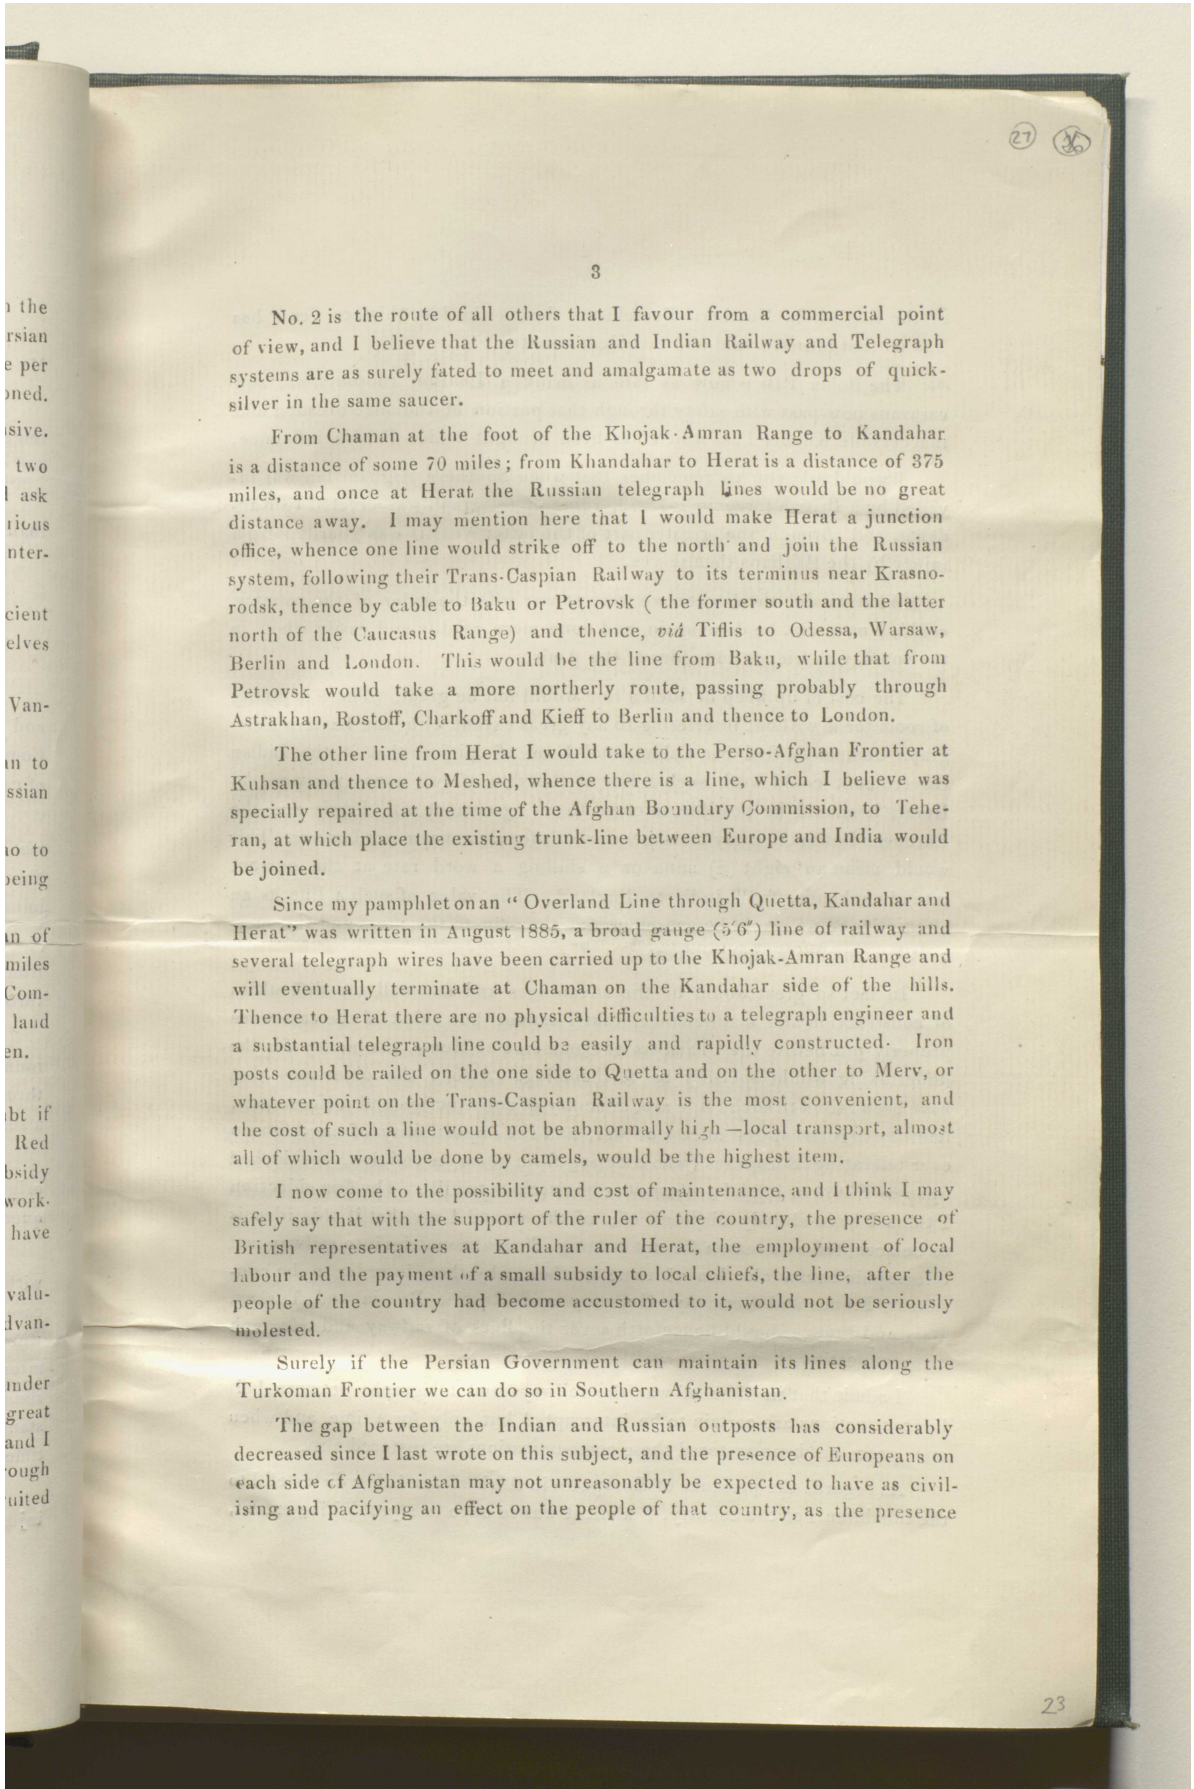 27
3
No. 2 is the route of all others that I favour from a commercial point
of view, and I believe that the Russian and Indian Railway and Telegraph
systems are as surely fated to meet and amalgamate as two drops of quick-
silver in the same saucer.
From Chaman at the foot of the Khojak-Amran Range to Kandahar
is a distance of some 70 miles; from Khandahar to Herat is a distance of 375
miles, and once at Herat the Russian telegraph lines would be no great
distance away. I may mention here that I would make Herat a junction
office, whence one line would strike off to the north and join the Russian
system, following their Trans-Caspian Railway to its terminus near Krasno-
rodsk, thence by cable to Baku or Petrovsk ( the former south and the latter
north of the Caucasus Range) and thence, viâ Tiflis to Odessa, Warsaw,
Berlin and London. This would be the line from Baku, while that from
Petrovsk would take a more northerly route, passing probably through
Astrakhan, Rostoff, Charkoff and Kieff to Berlin and thence to London.
The other line from Herat I would take to the Perso-Afghan Frontier at
Kuhsan and thence to Meshed, whence there is a line, which I believe was
specially repaired at the time of the Afghan Boundary Commission, to Tehe-
ran, at which place the existing trunk-line between Europe and India would
be joined.
Since my pamphlet on an “ Overland Line through Quetta, Kandahar and
Herat” was written in August 1885, a broad gauge (5′6″) line of railway and
several telegraph wires have been carried up to the Khojak-Amran Range and
will eventually terminate at Chaman on the Kandahar side of the hills.
Thence to Herat there are no physical difficulties to a telegraph engineer and
a substantial telegraph line could be easily and rapidly constructed. Iron
posts could be railed on the one side to Quetta and on the other to Merv, or
whatever point on the Trans-Caspian Railway is the most convenient, and
the cost of such a line would not be abnormally high—local transport, almost
all of which would be done by camels, would be the highest item.
I now come to the possibility and cost of maintenance, and I think I may
safely say that with the support of the ruler of the country, the presence of
British representatives at Kandahar and Herat, the employment of local
labour and the payment of a small subsidy to local chiefs, the line, after the
people of the country had become accustomed to it, would not be seriously
molested.
Surely if the Persian Government can maintain its lines along the
Turkoman Frontier we can do so in Southern Afghanistan.
The gap between the Indian and Russian outposts has considerably
decreased since I last wrote on this subject, and the presence of Europeans on
each side of Afghanistan may not unreasonably be expected to have as civil-
ising and pacifying an effect on the people of that country, as the presence
23